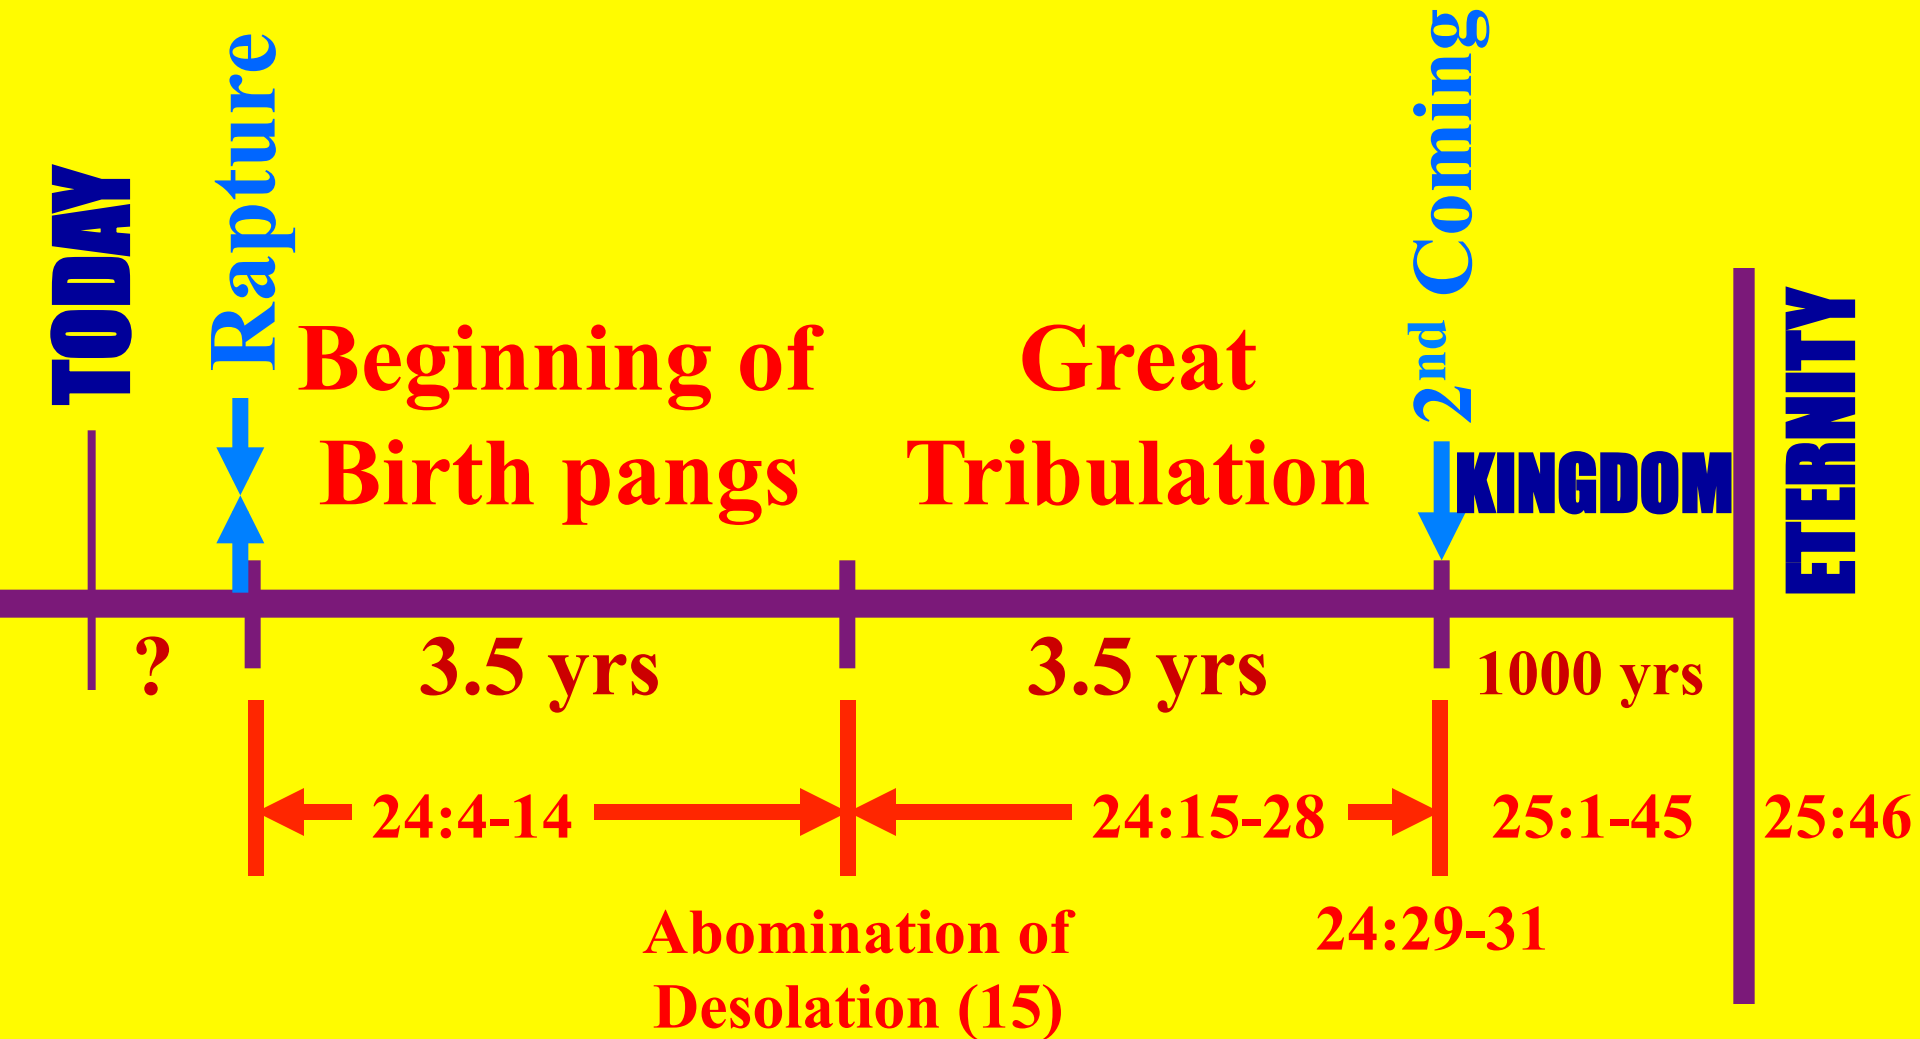 TODAY
Rapture
Beginning of
Birth pangs
Great
Tribulation
2nd Coming
KINGDOM
ETERNITY
?
3.5 yrs
3.5 yrs
1000 yrs
24:4-14
24:15-28
25:1-45
25:46
24:29-31
Abomination of
Desolation (15)